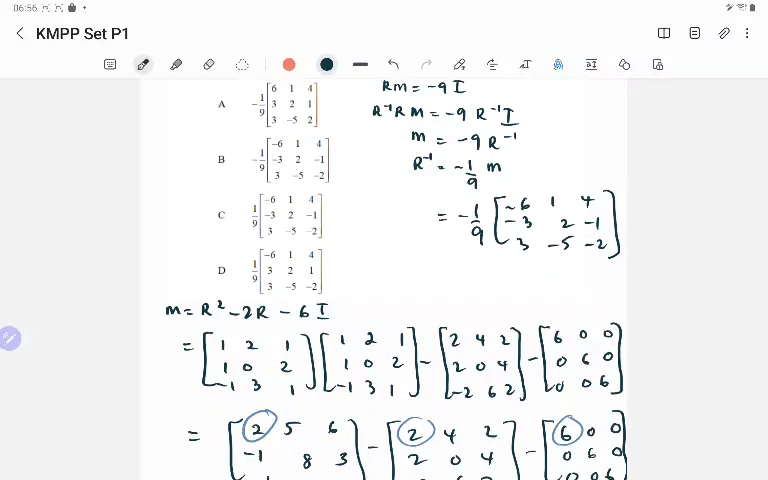 06:56
KMPP Set P1
A -1/9 [6 1 4
3 2 1
3 -5 2]
B -1/9 [-6 1 4
-3 2 -1
3 -5 -2]
C 1/9 [-6 1 4
-3 2 -1
3 -5 -2]
D 1/9 [-6 1 4
3 2 1
3 -5 -2]
RM = -9 I
R⁻¹ R M = -9 R⁻¹ I
M = -9 R⁻¹
R⁻¹ = -1/9 M
= -1/9 [-6 1 4
-3 2 -1
3 -5 -2]
M = R² - 2R - 6 I
= [1 2 1
1 0 2
-1 3 1] [1 2 1
1 0 2
-1 3 1] - [2 4 2
2 0 4
-2 6 2] - [6 0 0
0 6 0
0 0 6]
= [2 5 6
-1 8 3
- [2 4 2
2 0 4
- [6 0 0
0 6 0
0 0 6]